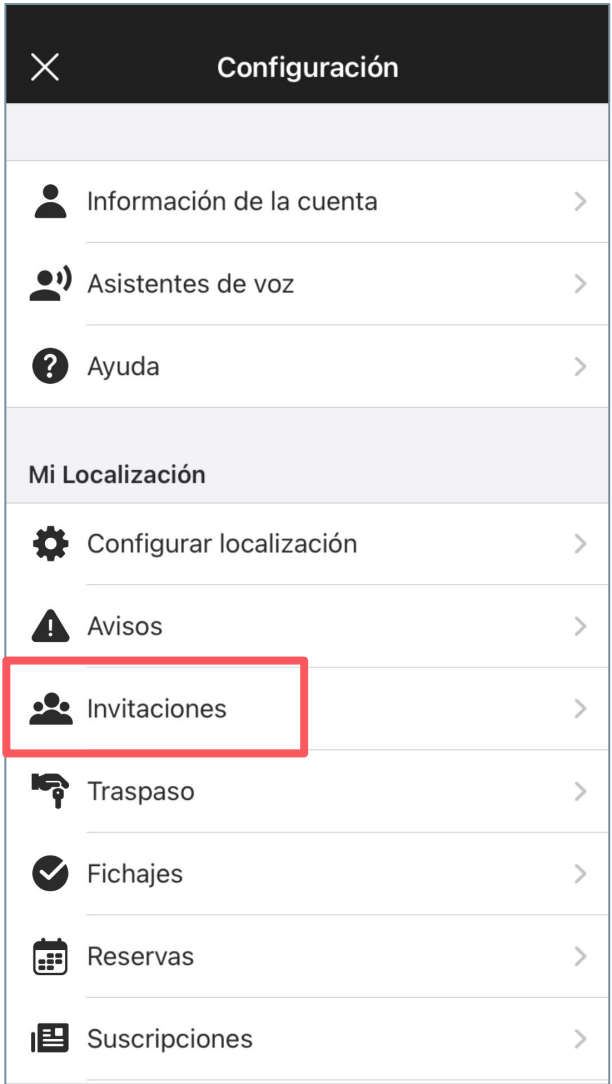 Configuración
Información de la cuenta
Asistentes de voz
Ayuda
Mi Localización
Configurar localización
Avisos
Invitaciones
Traspaso
Fichajes
Reservas
Suscripciones